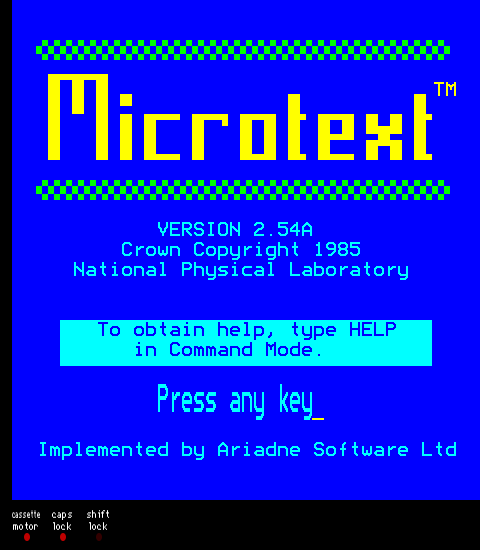 Microtext™
VERSION 2.54A
Crown Copyright 1985
National Physical Laboratory
To obtain help, type HELP
in Command Mode.
Press any key_
Implemented by Ariadne Software Ltd
cassette motor
caps lock
shift lock